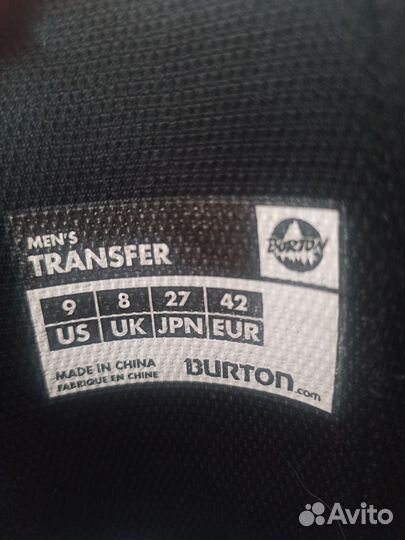 MEN'S
TRANSFER
BURTON
9 8 27 42
US UK JPN EUR
MADE IN CHINA
FABRIQUE EN CHINE
BURTON.com
Avito